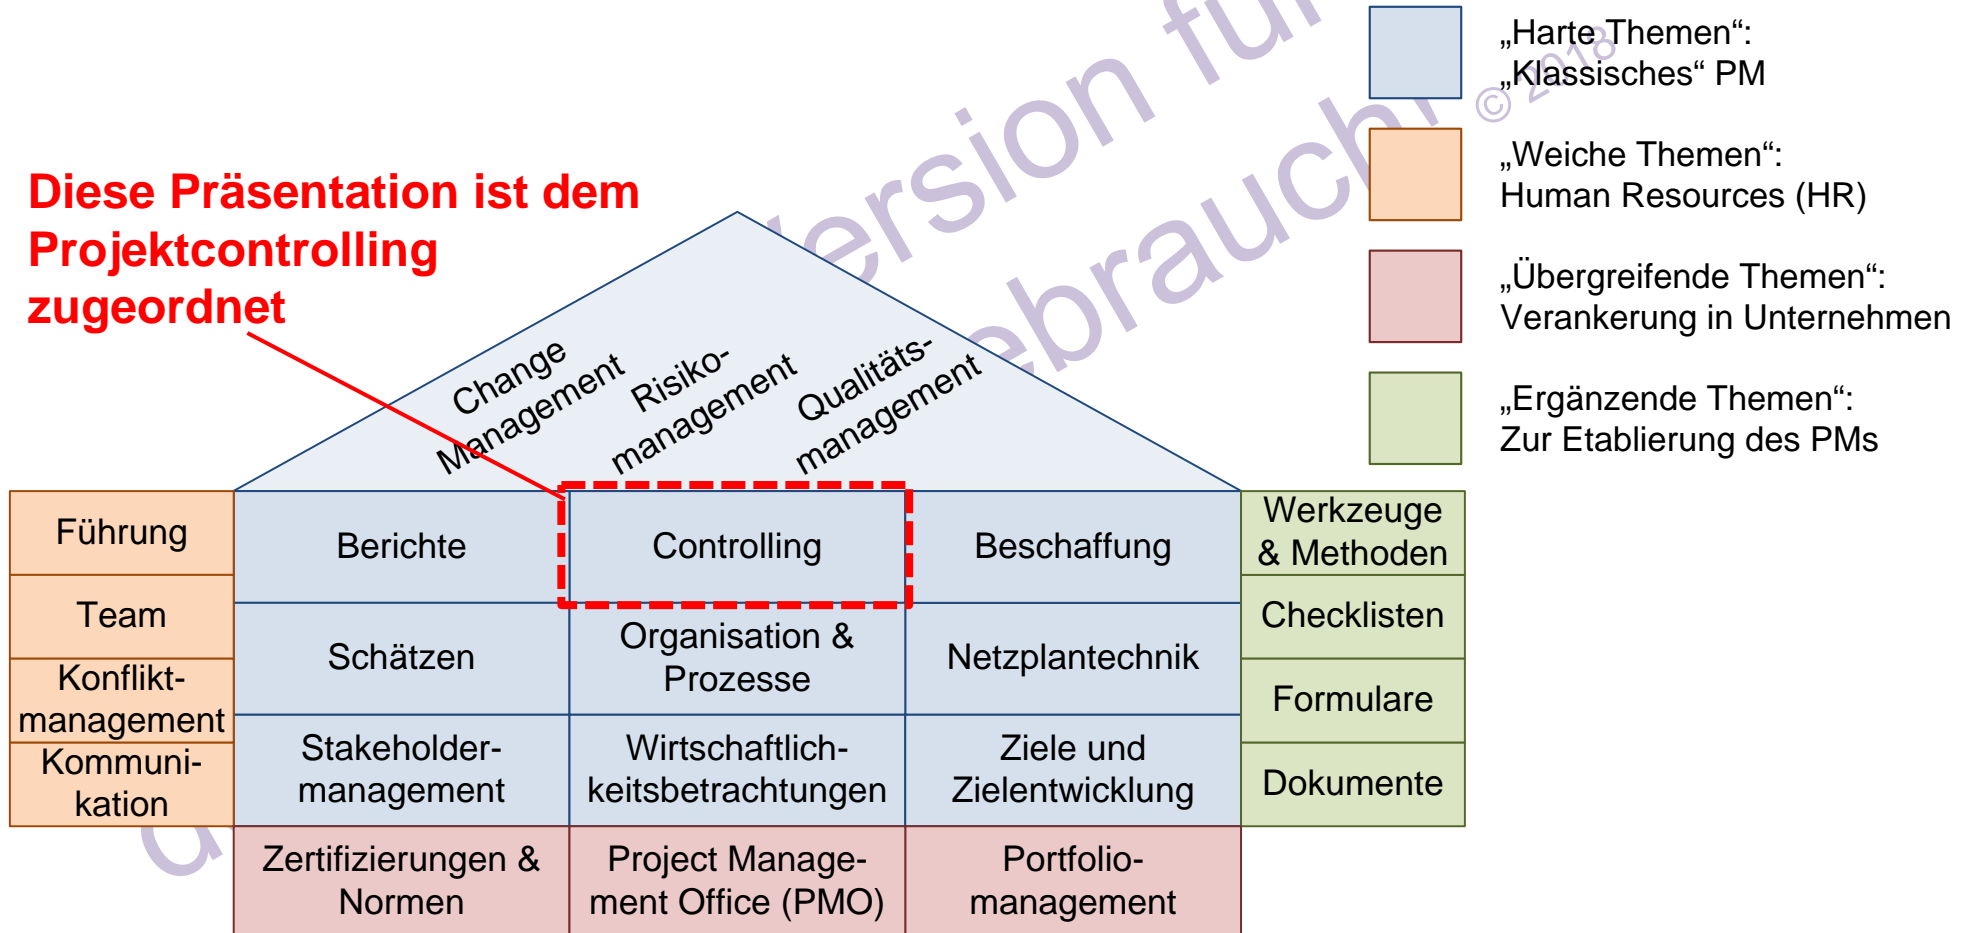 „Harte Themen“:
„Klassisches“ PM
© 2018
„Weiche Themen“:
Human Resources (HR)
„Übergreifende Themen“:
Verankerung in Unternehmen
„Ergänzende Themen“:
Zur Etablierung des PMs
Diese Präsentation ist dem
Projektcontrolling
zugeordnet
Change
Management
Risiko-
management
Qualitäts-
management
Führung
Team
Konflikt-
management
Kommuni-
kation
Berichte
Controlling
Beschaffung
Schätzen
Organisation &
Prozesse
Netzplantechnik
Stakeholder-
management
Wirtschaftlich-
keitsbetrachtungen
Ziele und
Zielentwicklung
Zertifizierungen &
Normen
Project Manage-
ment Office (PMO)
Portfolio-
management
Werkzeuge
& Methoden
Checklisten
Formulare
Dokumente